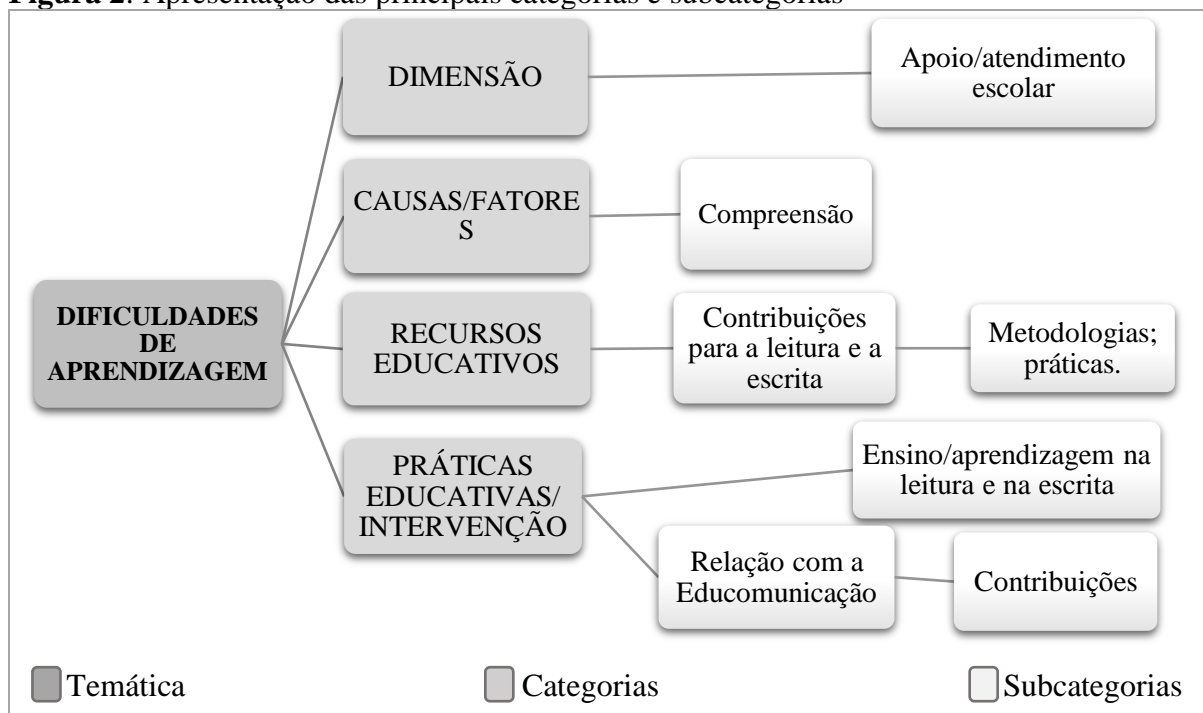 Figura 2: Apresentação das principais categorias e subcategorias
DIMENSÃO
Apoio/atendimento
escolar
CAUSAS/FATORE
S
Compreensão
DIFICULDADES
DE
APRENDIZAGEM
RECURSOS
EDUCATIVOS
Contribuições
para a leitura e a
escrita
Metodologias;
práticas.
PRÁTICAS
EDUCATIVAS/
INTERVENÇÃO
Ensino/aprendizagem na
leitura e na escrita
Relação com a
Educomunicação
Contribuições
Temática
Categorias
Subcategorias